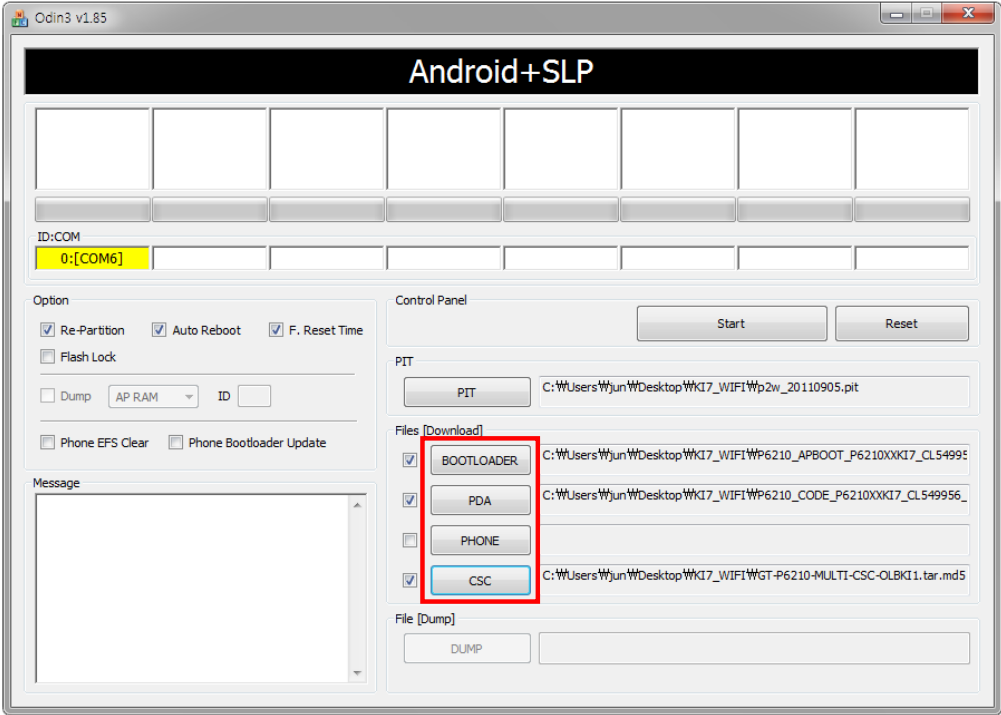 Odin3 v1.85
Android+SLP
ID:COM
0:[COM6]
Option
Re-Partition Auto Reboot F. Reset Time
Flash Lock
Dump AP RAM ID
Phone EFS Clear Phone Bootloader Update
Message
Control Panel
Start Reset
PIT
PIT C:₩Users₩jun₩Desktop₩KI7_WIFI₩p2w_20110905.pit
Files [Download]
BOOTLOADER C:₩Users₩jun₩Desktop₩KI7_WIFI₩P6210_APBOOT_P6210XXKI7_CL54995
PDA C:₩Users₩jun₩Desktop₩KI7_WIFI₩P6210_CODE_P6210XXKI7_CL549956_
PHONE
CSC C:₩Users₩jun₩Desktop₩KI7_WIFI₩GT-P6210-MULTI-CSC-OLBKI1.tar.md5
File [Dump]
DUMP